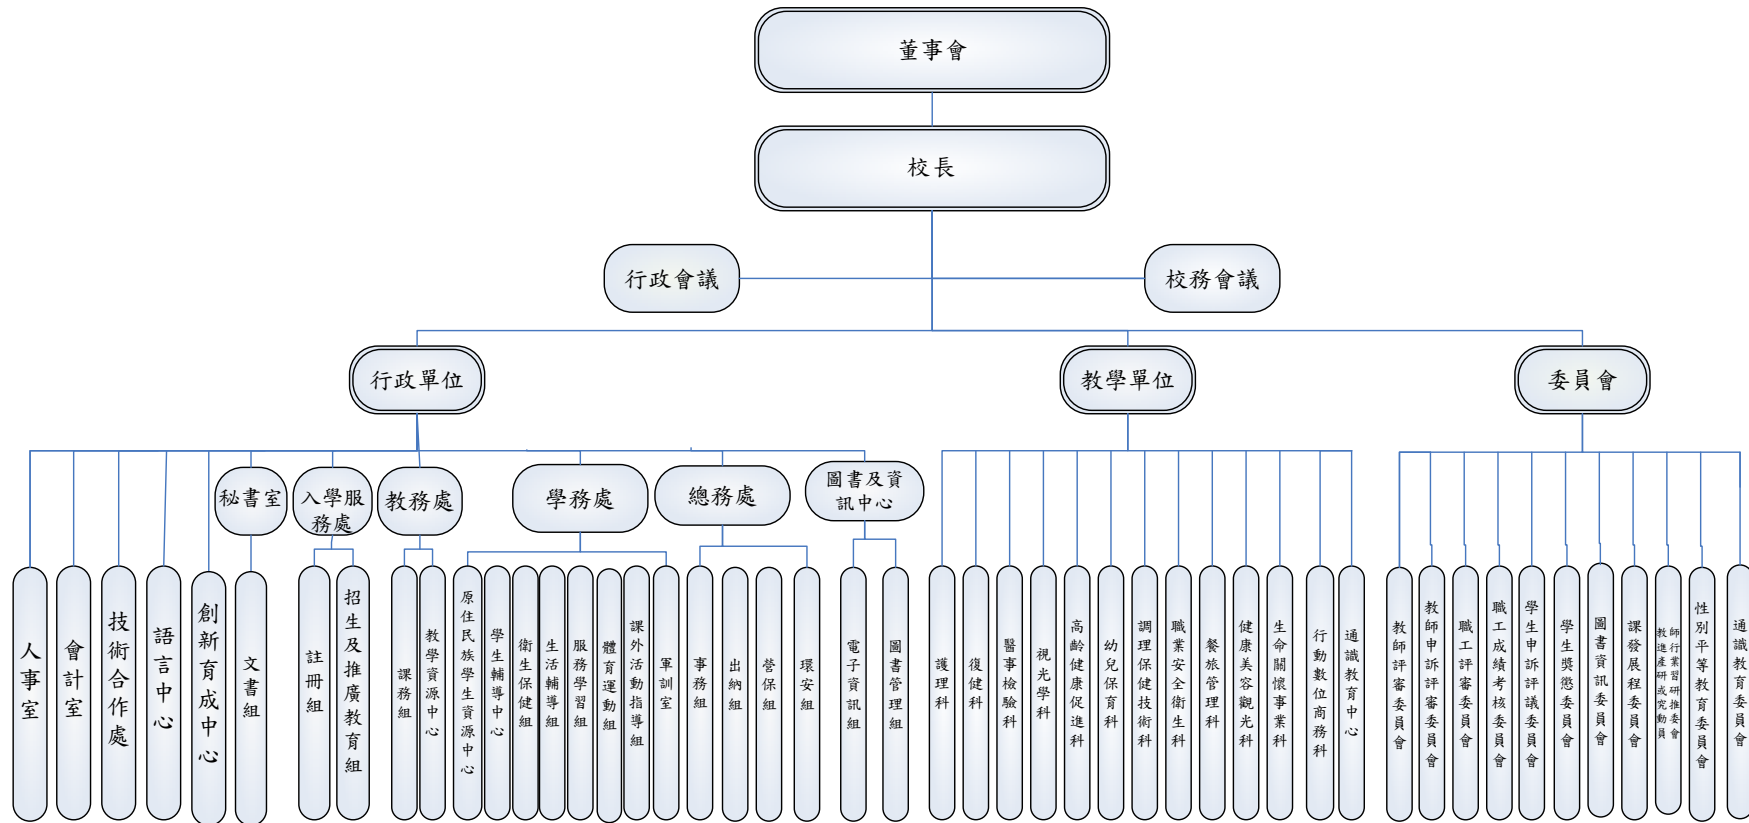 董事會
校長
行政會議
校務會議
行政單位
教學單位
委員會
秘書室
入學服
務處
教務處
學務處
總務處
圖書及資
訊中心
人事室
會計室
技術合作處
語言中心
創新育成中心
文書組
註冊組
招生及推廣教育組
課務組
教學資源中心
原住民族學生資源中心
學生輔導中心
衛生保健組
生活輔導組
服務學習組
體育運動組
課外活動指導組
軍訓室
事務組
出納組
營保組
環安組
電子資訊組
圖書管理組
護理科
復健科
醫事檢驗科
視光學科
高齡健康促進科
幼兒保育科
調理保健技術科
職業安全衛生科
餐旅管理科
健康美容觀光科
生命關懷事業科
行動數位商務科
通識教育中心
教師評審委員會
教師申訴評審委員會
職工評審委員會
職工成績考核委員會
學生申訴評議委員會
學生獎懲委員會
圖書資訊委員會
課發展程委員會
教師
進行
產業
研習
或研
究推
動委
員會
性別平等教育委員會
通識教育委員會